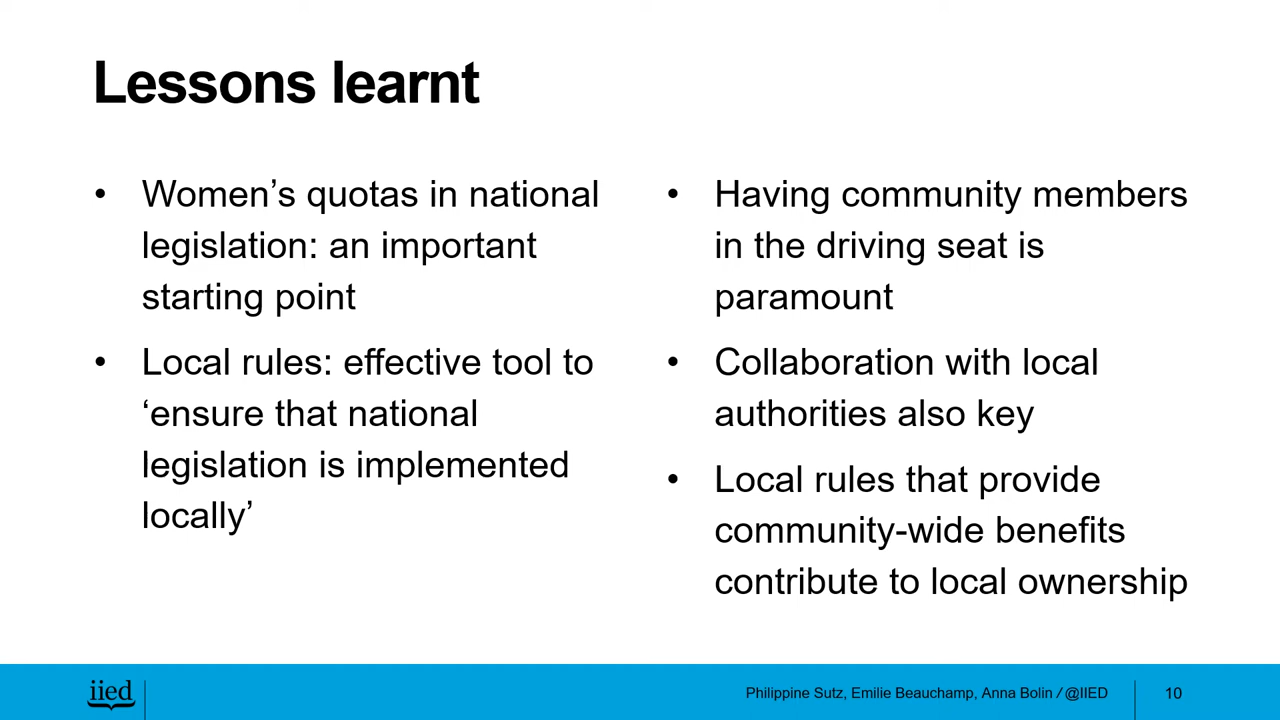 Lessons learnt
• Women’s quotas in national
legislation: an important
starting point
• Local rules: effective tool to
‘ensure that national
legislation is implemented
locally’
• Having community members
in the driving seat is
paramount
• Collaboration with local
authorities also key
• Local rules that provide
community-wide benefits
contribute to local ownership
iied
Philippine Sutz, Emilie Beauchamp, Anna Bolin / @IIED
10